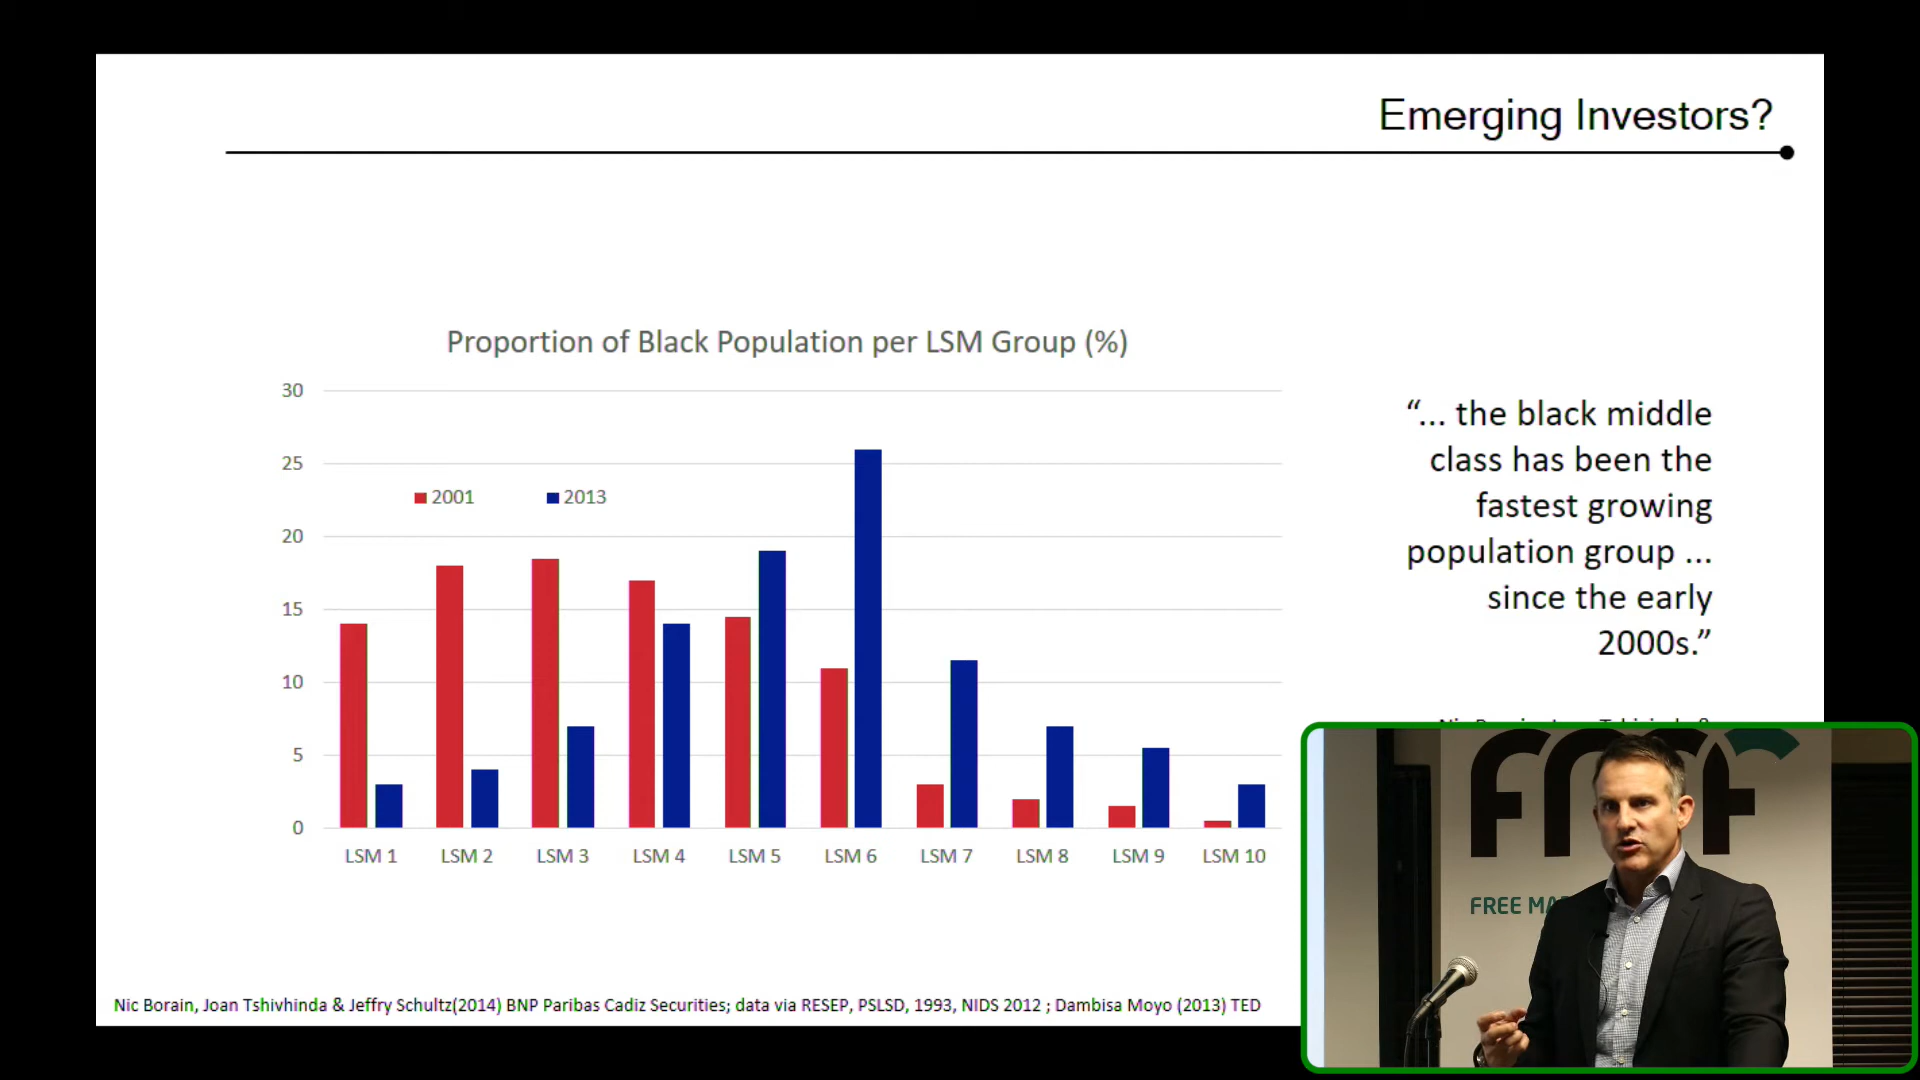 Emerging Investors?
Proportion of Black Population per LSM Group (%)
30
25
20
15
10
5
0
2001
2013
LSM 1
LSM 2
LSM 3
LSM 4
LSM 5
LSM 6
LSM 7
LSM 8
LSM 9
LSM 10
“... the black middle
class has been the
fastest growing
population group ...
since the early
2000s.”
FREE
Nic Borain, Joan Tshivhinda & Jeffry Schultz(2014) BNP Paribas Cadiz Securities; data via RESEP, PSLSD, 1993, NIDS 2012 ; Dambisa Moyo (2013) TED